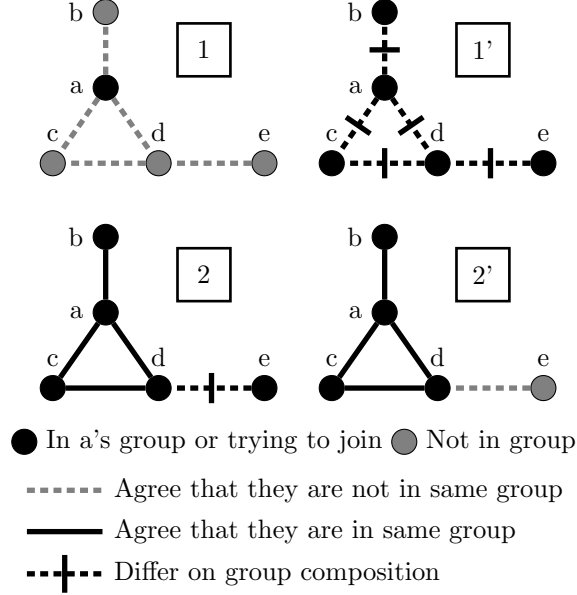 b 1 b 1'
a a
c d e c d e
b 2 b 2'
a a
c d e c d e
In a's group or trying to join Not in group
Agree that they are not in same group
Agree that they are in same group
Differ on group composition